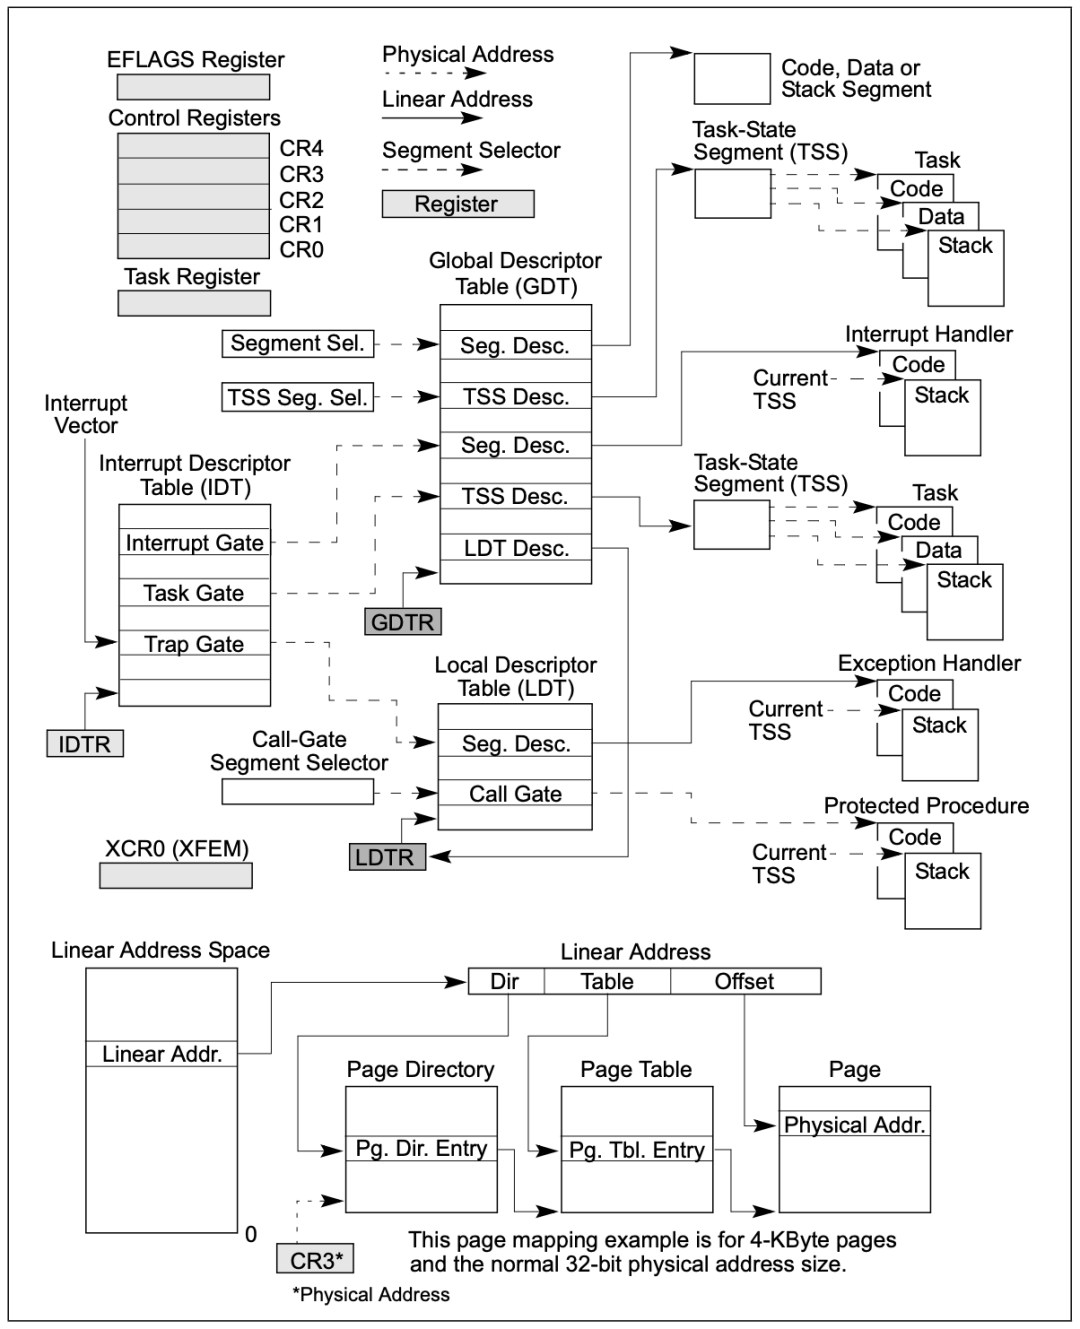 EFLAGS Register
Control Registers
CR4
CR3
CR2
CR1
CR0
Task Register
Physical Address
Linear Address
Segment Selector
Register
Code, Data or
Stack Segment
Task-State
Segment (TSS)
Task
Code
Data
Stack
Global Descriptor
Table (GDT)
Segment Sel.
Seg. Desc.
TSS Seg. Sel.
TSS Desc.
Seg. Desc.
TSS Desc.
LDT Desc.
GDTR
Interrupt Handler
Code
Current
TSS
Stack
Interrupt
Vector
Interrupt Descriptor
Table (IDT)
Interrupt Gate
Task Gate
Trap Gate
IDTR
Task-State
Segment (TSS)
Task
Code
Data
Stack
Local Descriptor
Table (LDT)
Seg. Desc.
Call Gate
Call-Gate
Segment Selector
LDTR
Exception Handler
Code
Current
TSS
Stack
Protected Procedure
Code
Current
TSS
Stack
XCR0 (XFEM)
Linear Address Space
Linear Addr.
0
Linear Address
Dir
Table
Offset
Page Directory
Pg. Dir. Entry
Page Table
Pg. Tbl. Entry
Page
Physical Addr.
CR3*
*Physical Address
This page mapping example is for 4-KByte pages
and the normal 32-bit physical address size.